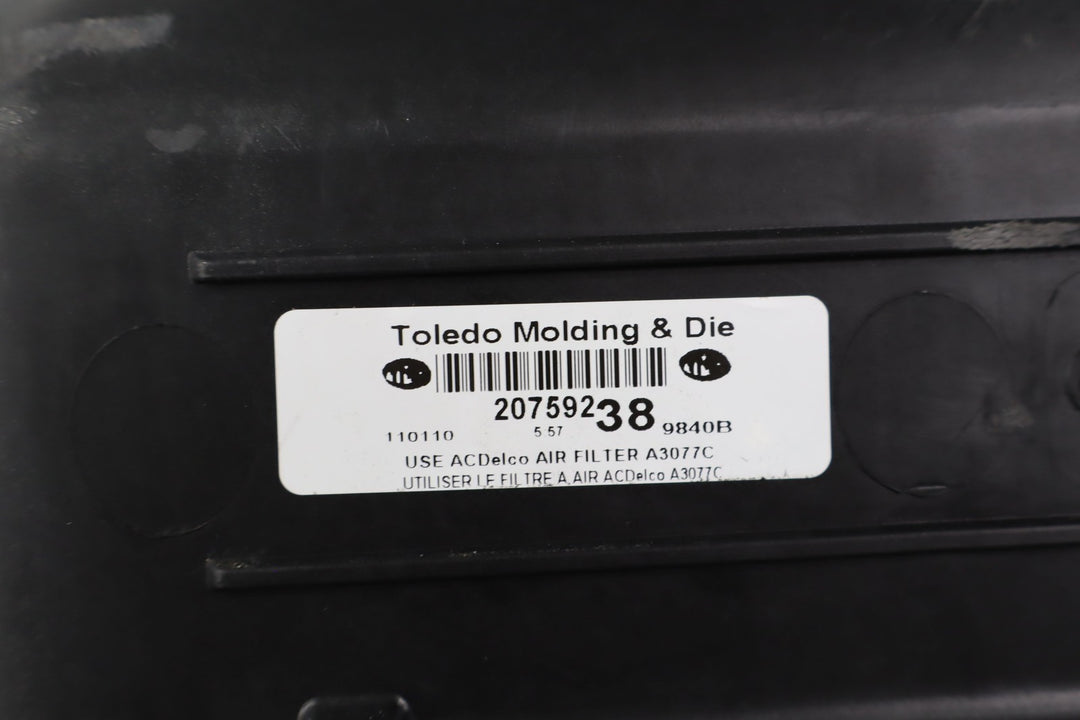 Toledo Molding & Die
20759238
110110 5 57 9840B
USE ACDelco AIR FILTER A3077C
UTILISER LE FILTRE A AIR ACDelco A3077C